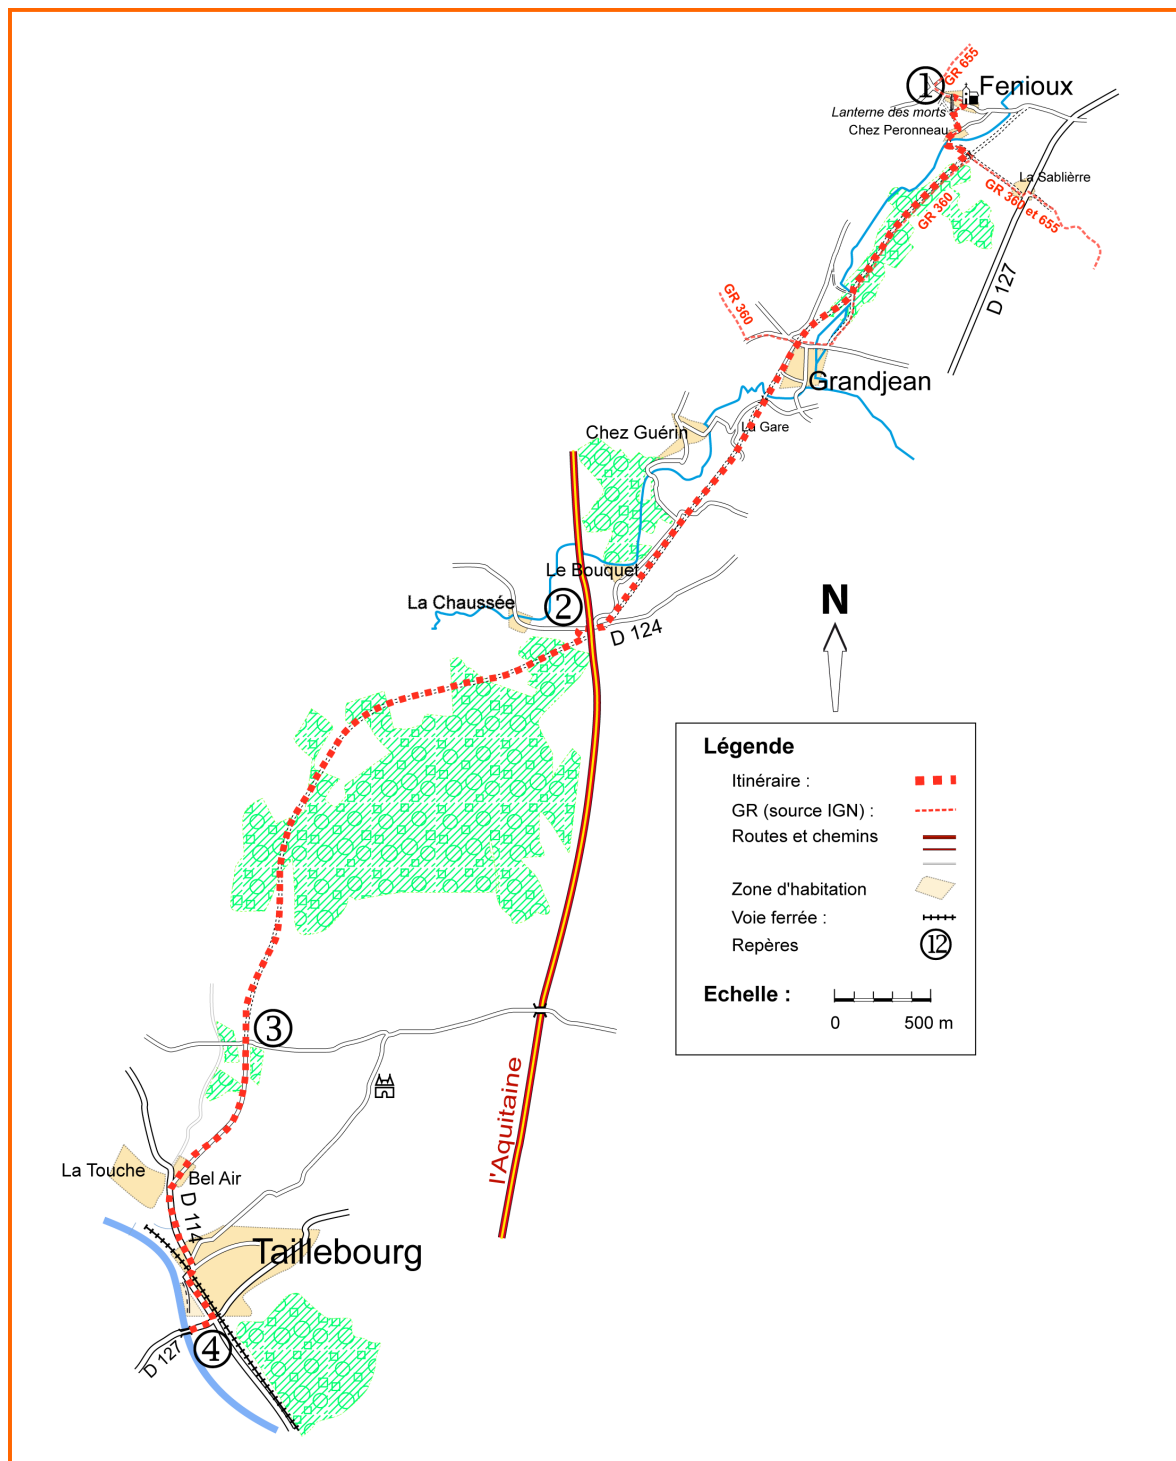 GR 655
①
Fenioux
Lanterne des morts
Chez Peronneau
La Sablièrre
GR 360
GR 360 et 655
D 127
GR 360
Grandjean
La Gare
Chez Guérin
Le Bouquet
②
La Chaussée
D 124
N
Légende
Itinéraire :
GR (source IGN) :
Routes et chemins
Zone d'habitation
Voie ferrée :
Repères
⑫
Echelle :
0 500 m
③
l'Aquitaine
La Touche
Bel Air
D 114
Taillebourg
④
D 127